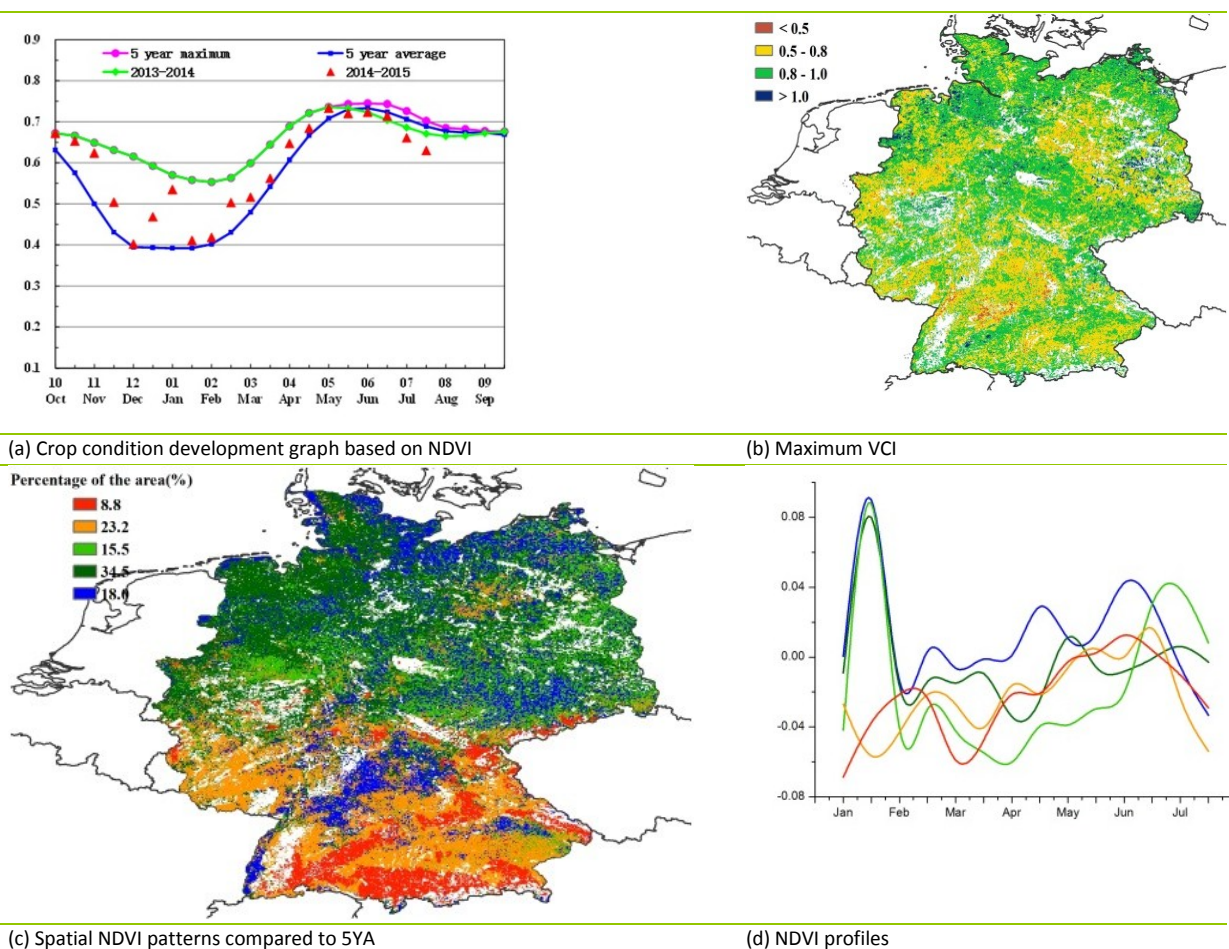 0.9
0.8
0.7
0.6
0.5
0.4
0.3
0.2
0.1
5 year maximum
5 year average
2013-2014
2014-2015
10 11 12 01 02 03 04 05 06 07 08 09
Oct Nov Dec Jan Feb Mar Apr May Jun Jul Aug Sep
< 0.5
0.5 - 0.8
0.8 - 1.0
> 1.0
(a) Crop condition development graph based on NDVI
(b) Maximum VCI
Percentage of the area(%)
8.8
23.2
15.5
34.5
18.0
0.08
0.04
0.00
-0.04
-0.08
Jan Feb Mar Apr May Jun Jul
(c) Spatial NDVI patterns compared to 5YA
(d) NDVI profiles